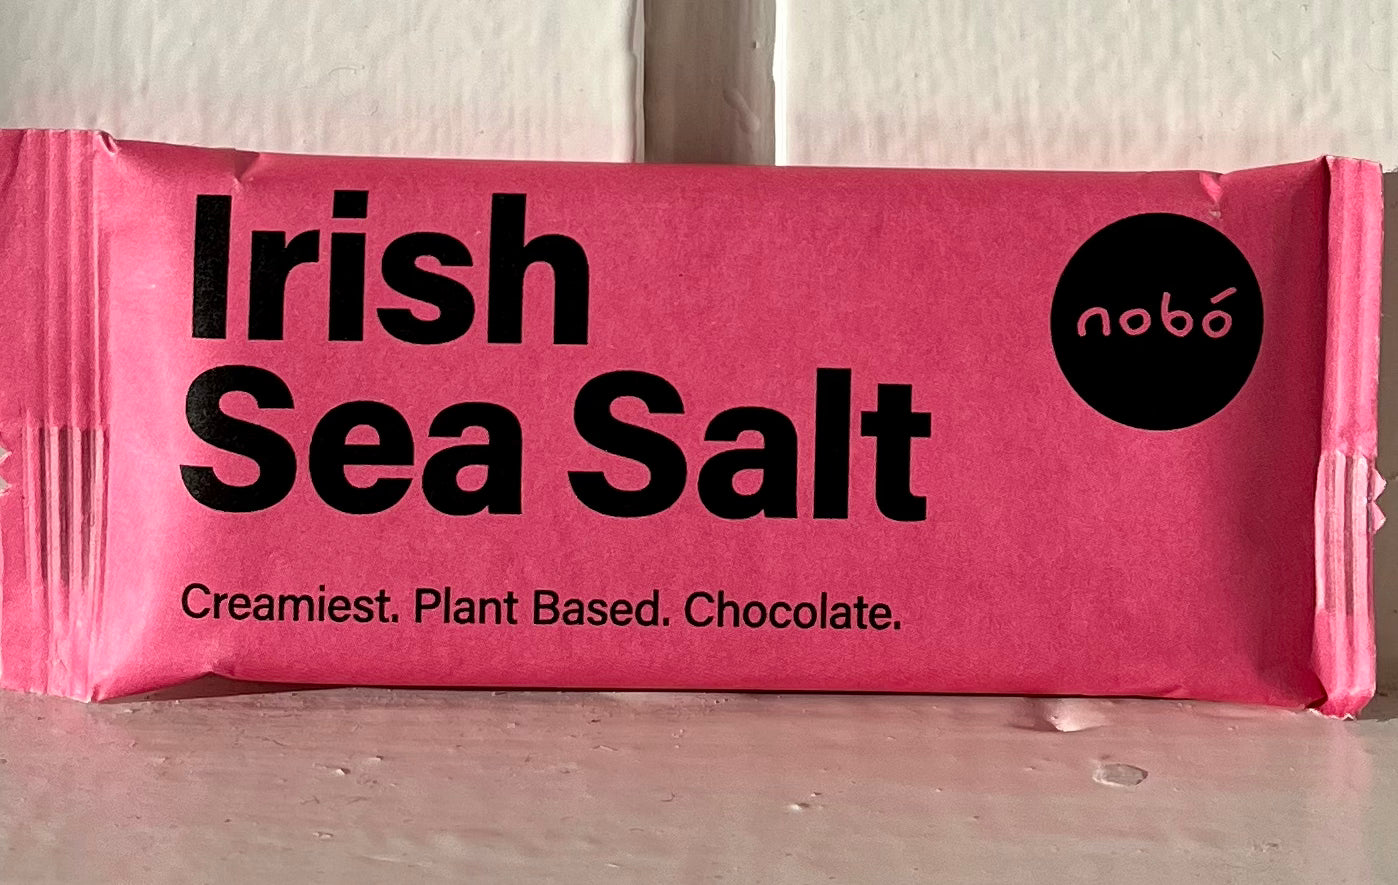 Irish
nobó
Sea Salt
Creamiest. Plant Based. Chocolate.